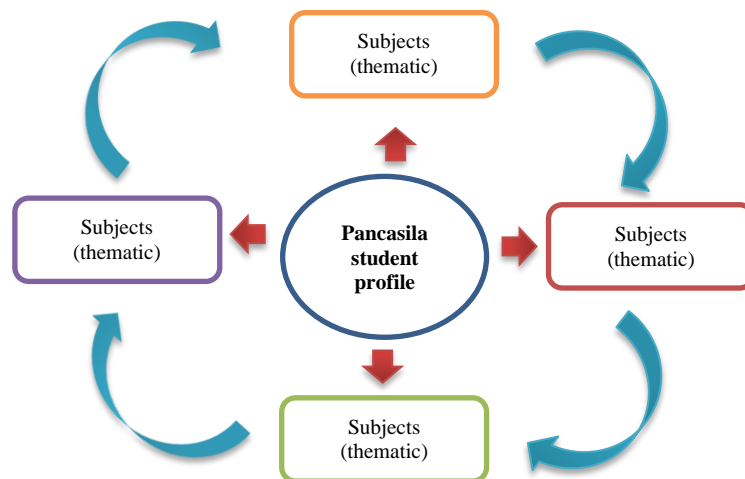 Subjects
(thematic)
Subjects
(thematic)
Pancasila
student
profile
Subjects
(thematic)
Subjects
(thematic)